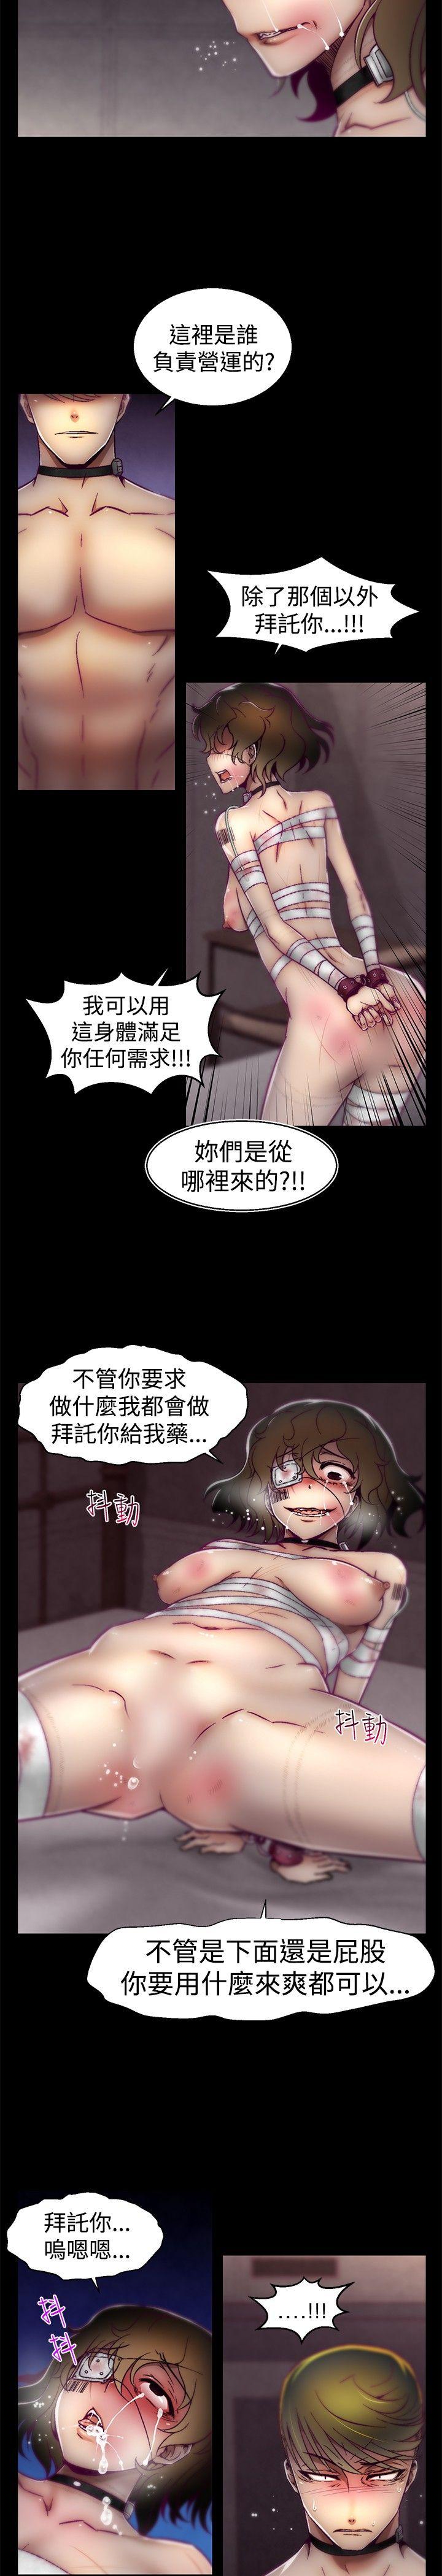 這裡是誰
負責營運的?
除了那個以外
拜託你...!!!
我可以用
這身體滿足
你任何需求!!!
妳們是從
哪裡來的?!!
不管你要求
做什麼我都會做
拜託你給我藥...
抖動
抖動
不管是下面還是屁股
你要用什麼來爽都可以...
拜託你...
嗚嗯嗯...
....!!!
抖
抖